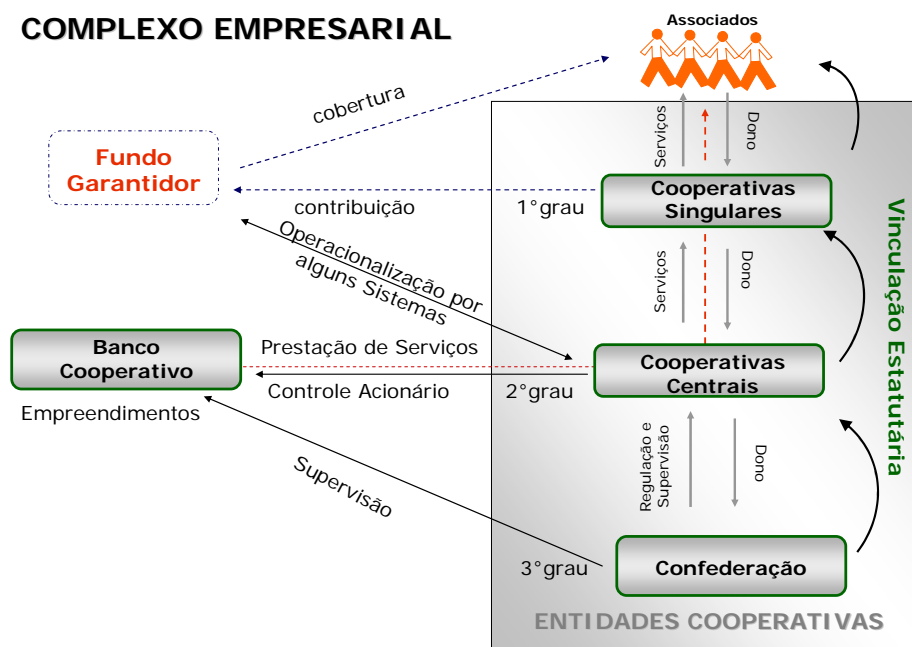 COMPLEXO EMPRESARIAL
Associados
cobertura
Serviços
Dono
Fundo
Garantidor
contribuição
1°grau
Cooperativas
Singulares
Vinculação Estatutária
Operacionalização por
alguns Sistemas
Serviços
Dono
Banco
Cooperativo
Prestação de Serviços
Controle Acionário
2°grau
Cooperativas
Centrais
Empreendimentos
Regulação e
Supervisão
Dono
Supervisão
3°grau
Confederação
ENTIDADES COOPERATIVAS